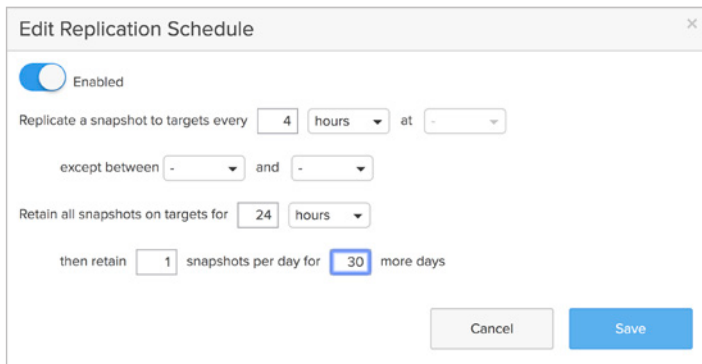 Edit Replication Schedule ×
Enabled
Replicate a snapshot to targets every 4 hours at -
except between - and -
Retain all snapshots on targets for 24 hours
then retain 1 snapshots per day for 30 more days
Cancel Save